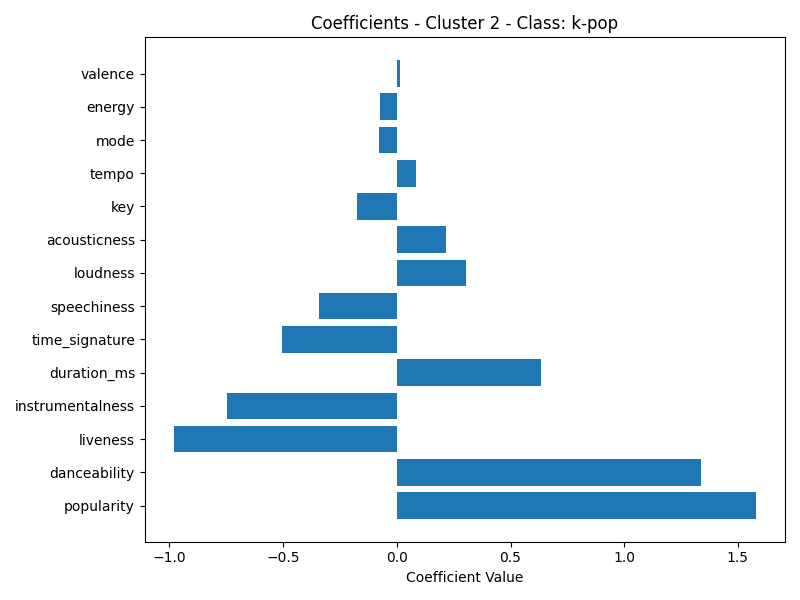 Coefficients - Cluster 2 - Class: k-pop
valence
energy
mode
tempo
key
acousticness
loudness
speechiness
time_signature
duration_ms
instrumentalness
liveness
danceability
popularity
−1.0 −0.5 0.0 0.5 1.0 1.5
Coefficient Value